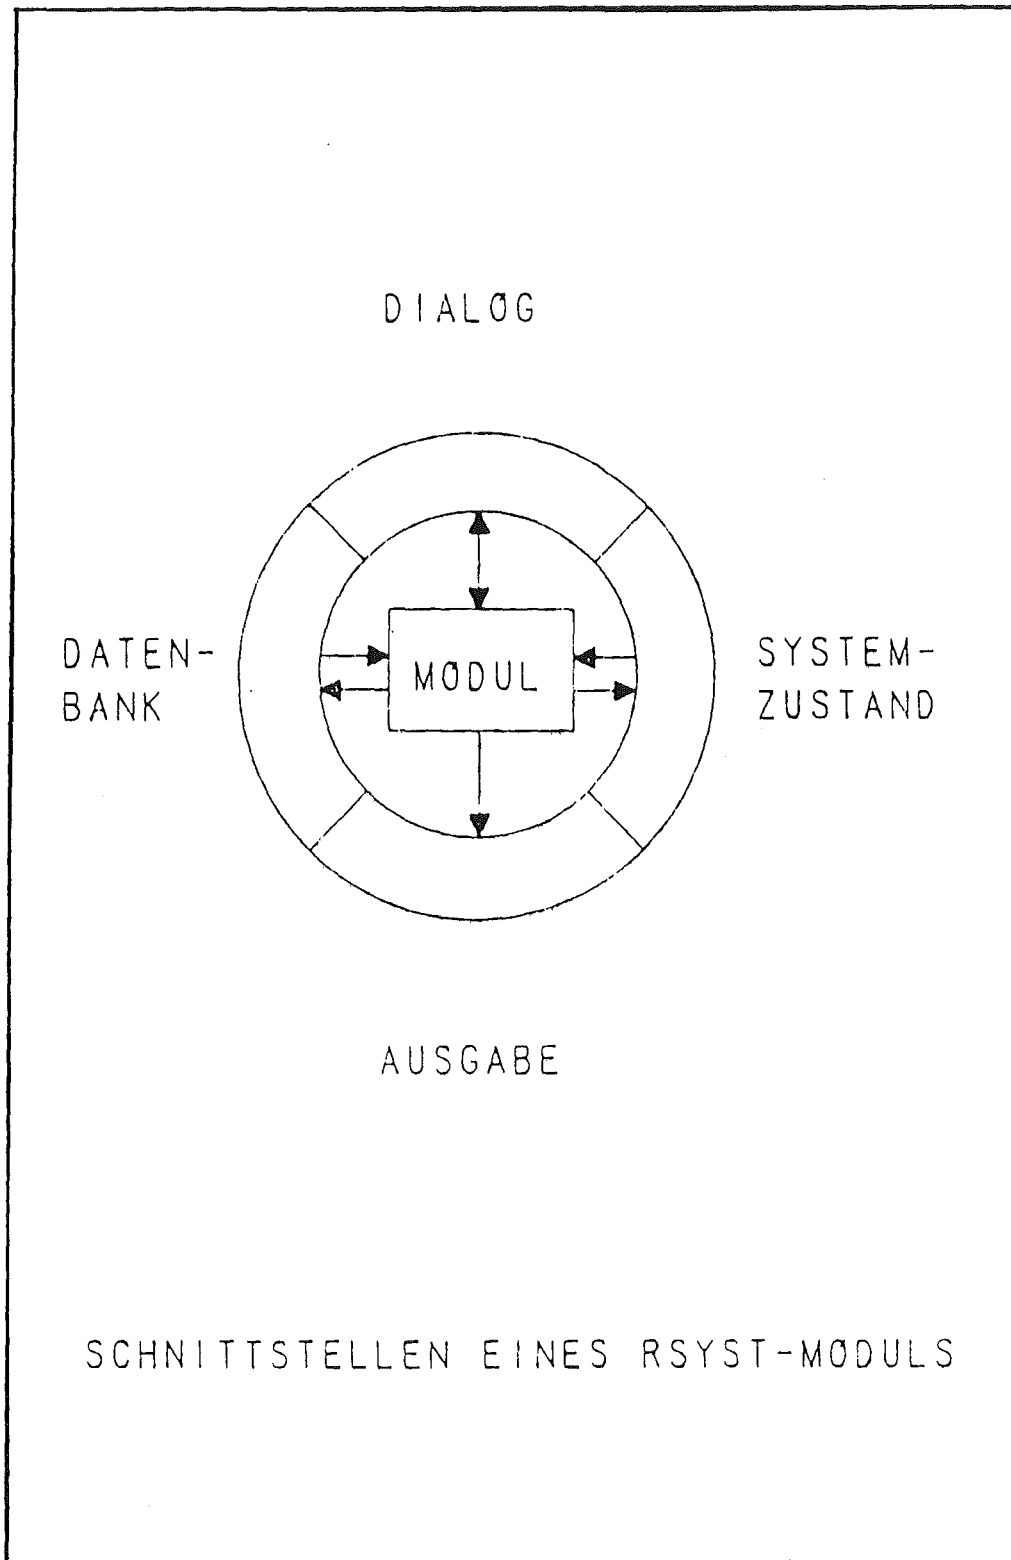 DIALOG
DATEN-
BANK
MODUL
SYSTEM-
ZUSTAND
AUSGABE
SCHNITTSTELLEN EINES RSYST-MODULS